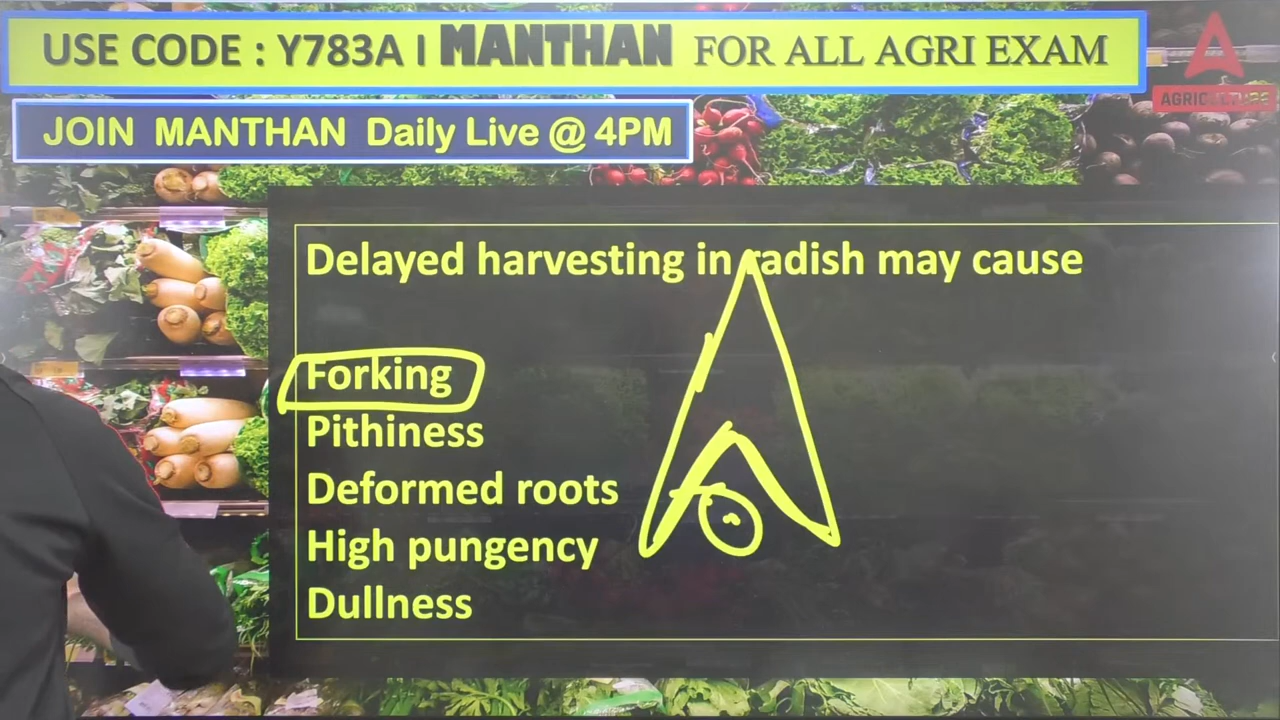 USE CODE : Y783A I MANTHAN FOR ALL AGRI EXAM
JOIN MANTHAN Daily Live @ 4PM
AGRICULTURE
Delayed harvesting in radish may cause
Forking
Pithiness
Deformed roots
High pungency
Dullness